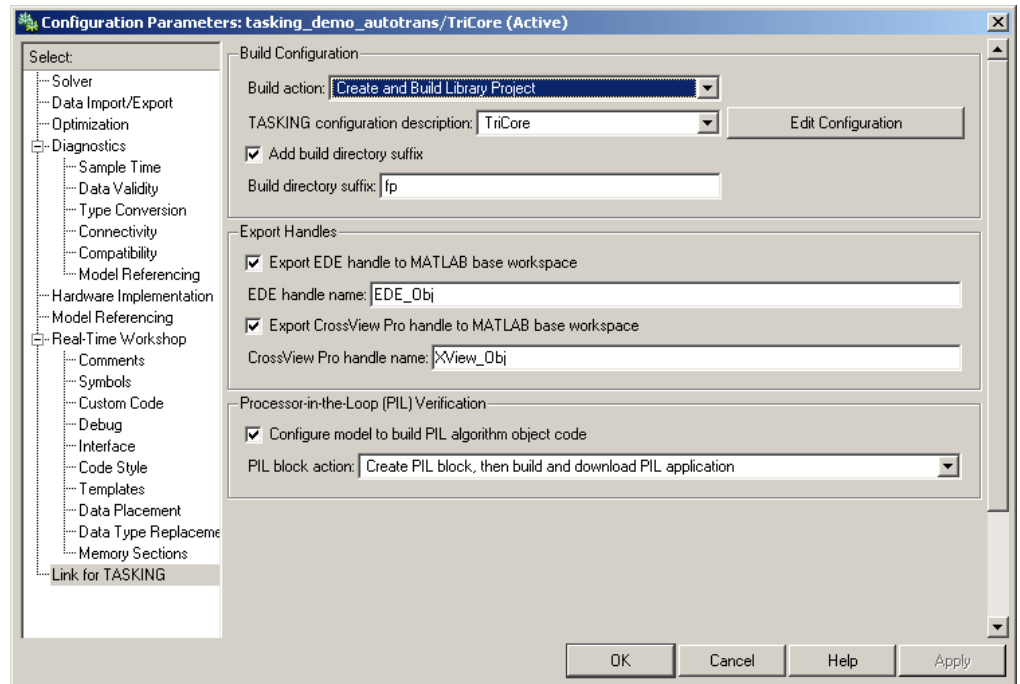 Configuration Parameters: tasking_demo_autotrans/TriCore (Active)
Select:
Solver
Data Import/Export
Optimization
Diagnostics
Sample Time
Data Validity
Type Conversion
Connectivity
Compatibility
Model Referencing
Hardware Implementation
Model Referencing
Real-Time Workshop
Comments
Symbols
Custom Code
Debug
Interface
Code Style
Templates
Data Placement
Data Type Replaceme
Memory Sections
Link for TASKING
Build Configuration
Build action: Create and Build Library Project
TASKING configuration description: TriCore Edit Configuration
Add build directory suffix
Build directory suffix: fp
Export Handles
Export EDE handle to MATLAB base workspace
EDE handle name: EDE_Obj
Export CrossView Pro handle to MATLAB base workspace
CrossView Pro handle name: XView_Obj
Processor-in-the-Loop (PIL) Verification
Configure model to build PIL algorithm object code
PIL block action: Create PIL block, then build and download PIL application
OK Cancel Help Apply